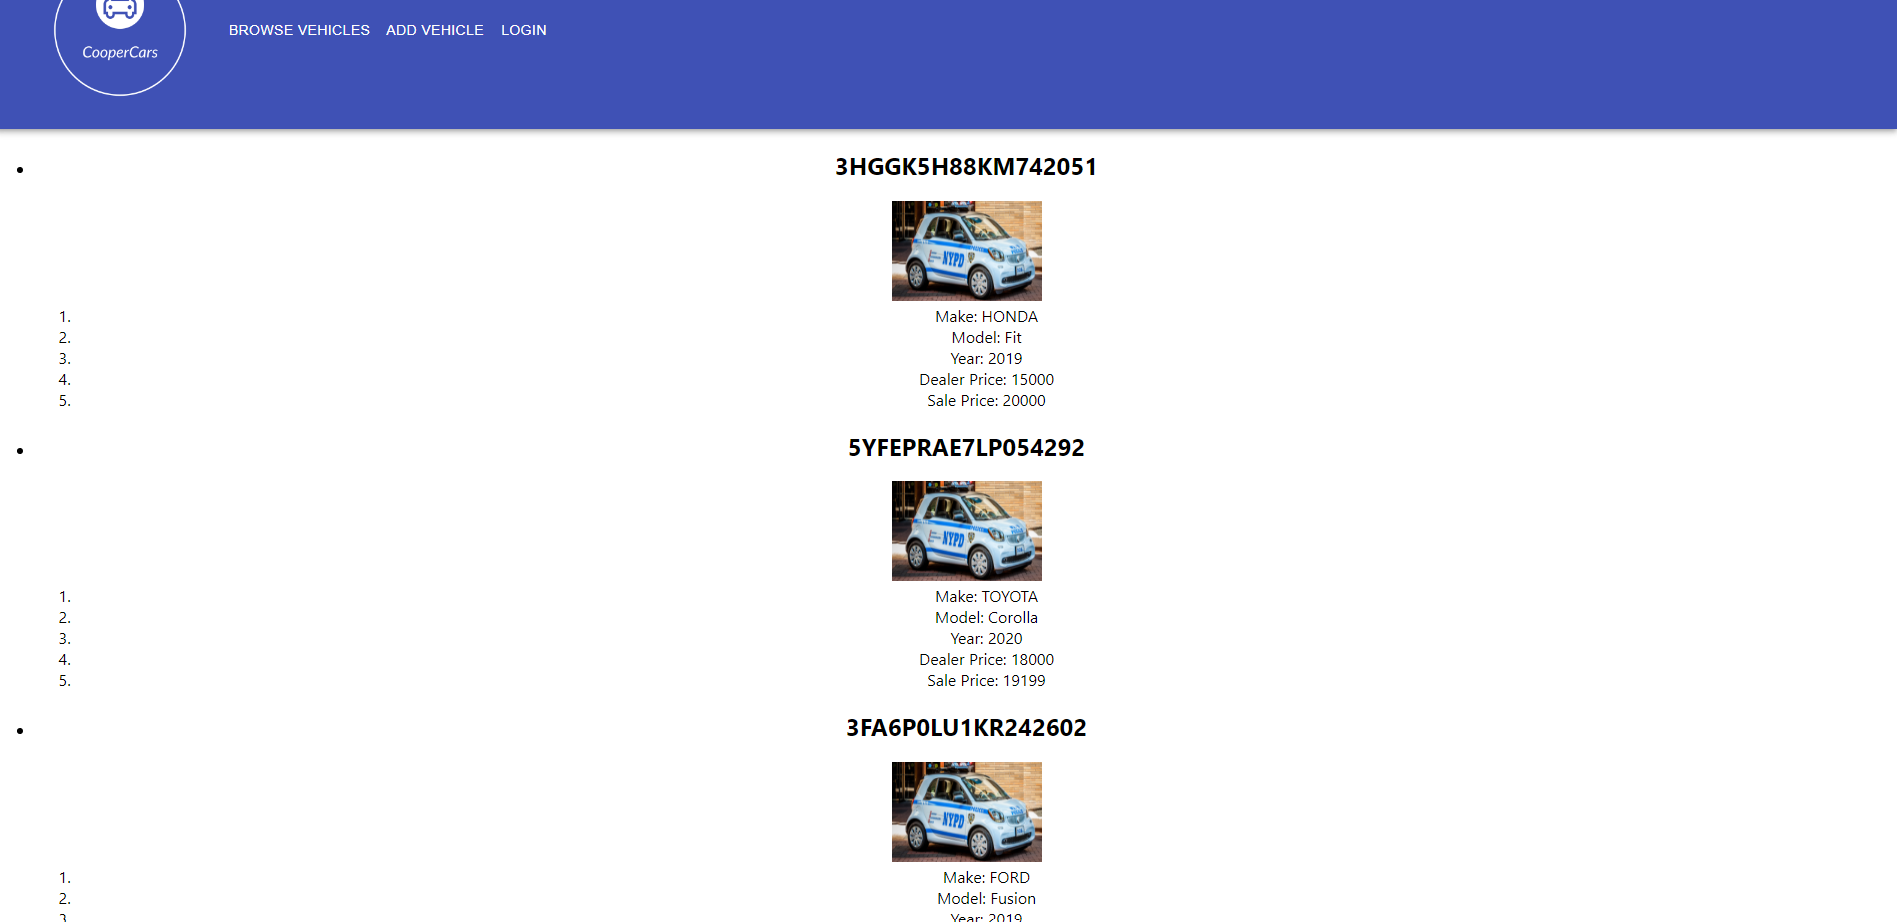 CooperCars
BROWSE VEHICLES ADD VEHICLE LOGIN
3HGGK5H88KM742051
NYPD
1. Make: HONDA
2. Model: Fit
3. Year: 2019
4. Dealer Price: 15000
5. Sale Price: 20000
5YFEPRAE7LP054292
NYPD
1. Make: TOYOTA
2. Model: Corolla
3. Year: 2020
4. Dealer Price: 18000
5. Sale Price: 19199
3FA6P0LU1KR242602
NYPD
1. Make: FORD
2. Model: Fusion
3. Year: 2019